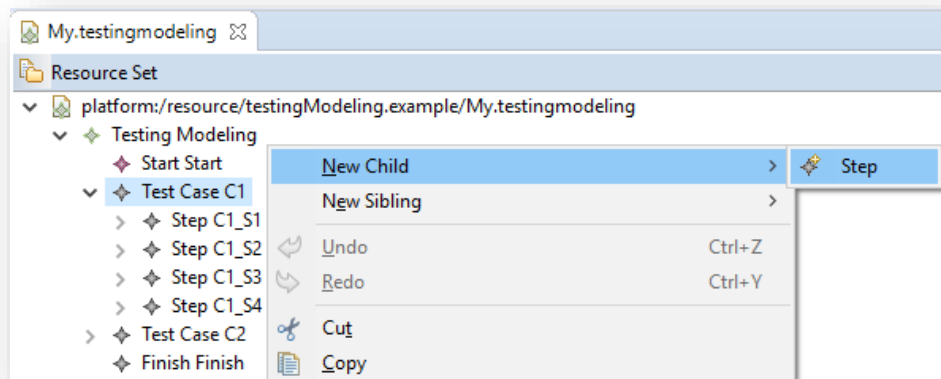 My.testingmodeling
Resource Set
platform:/resource/testingModeling.example/My.testingmodeling
Testing Modeling
Start Start
Test Case C1
Step C1_S1
Step C1_S2
Step C1_S3
Step C1_S4
Test Case C2
Finish Finish
New Child
Step
New Sibling
Undo Ctrl+Z
Redo Ctrl+Y
Cut
Copy